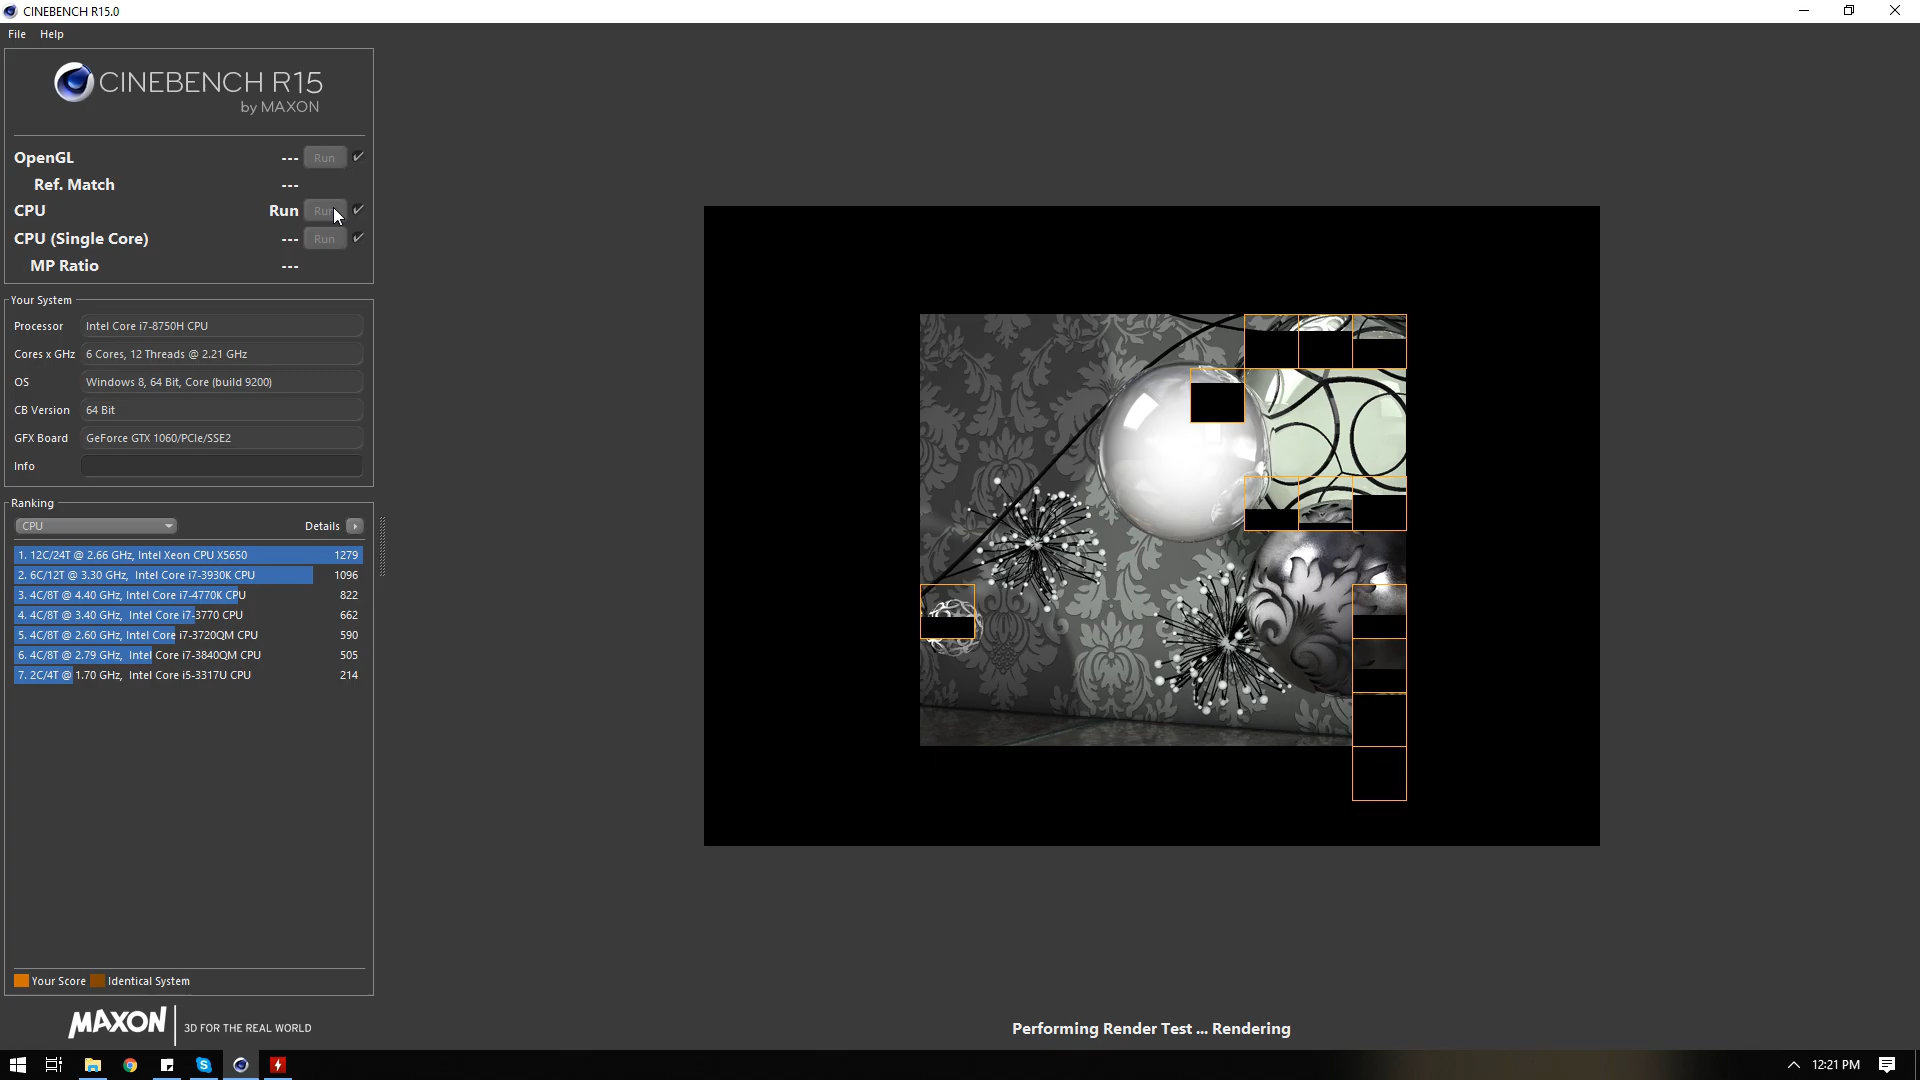 CINEBENCH R15.0
File Help
CINEBENCH R15
by MAXON
OpenGL --- Run
Ref. Match ---
CPU Run Run
CPU (Single Core) --- Run
MP Ratio ---
Your System
Processor Intel Core i7-8750H CPU
Cores x GHz 6 Cores, 12 Threads @ 2.21 GHz
OS Windows 8, 64 Bit, Core (build 9200)
CB Version 64 Bit
GFX Board GeForce GTX 1060/PCIe/SSE2
Info
Ranking
CPU Details
1. 12C/24T @ 2.66 GHz, Intel Xeon CPU X5650 1279
2. 6C/12T @ 3.30 GHz, Intel Core i7-3930K CPU 1096
3. 4C/8T @ 4.40 GHz, Intel Core i7-4770K CPU 822
4. 4C/8T @ 3.40 GHz, Intel Core i7-3770 CPU 662
5. 4C/8T @ 2.60 GHz, Intel Core i7-3720QM CPU 590
6. 4C/8T @ 2.79 GHz, Intel Core i7-3840QM CPU 505
7. 2C/4T @ 1.70 GHz, Intel Core i5-3317U CPU 214
Your Score Identical System
MAXON 3D FOR THE REAL WORLD
Performing Render Test ... Rendering
12:21 PM